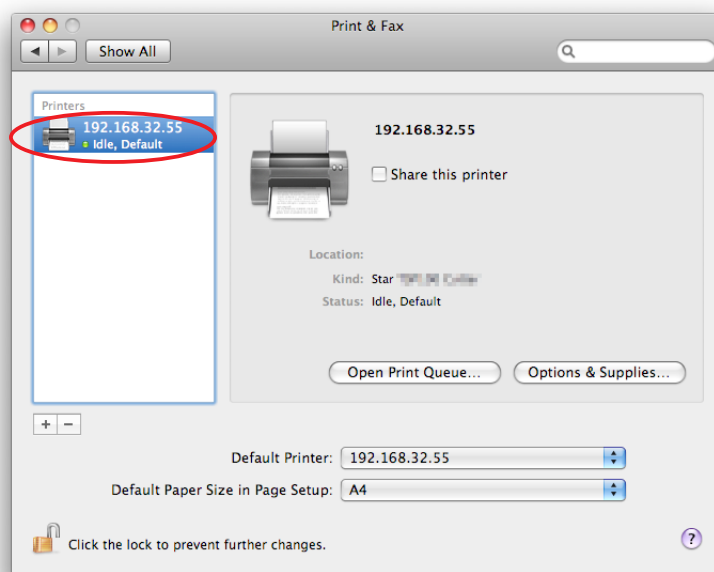 Print & Fax
Show All
Printers
192.168.32.55
Idle, Default
192.168.32.55
Share this printer
Location:
Kind: Star
Status: Idle, Default
Open Print Queue...
Options & Supplies...
+ −
Default Printer: 192.168.32.55
Default Paper Size in Page Setup: A4
Click the lock to prevent further changes.
?